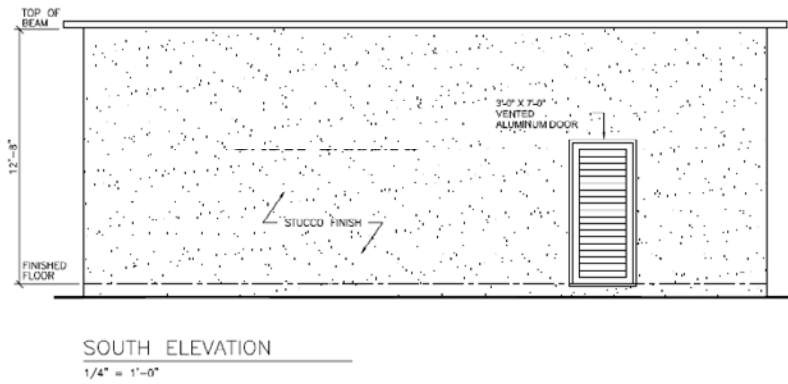 TOP OF
BEAM
3'-0" X 7'-0"
VENTED
ALUMINUM DOOR
12'-8"
STUCCO FINISH
FINISHED
FLOOR
SOUTH ELEVATION
1/4" = 1'-0"